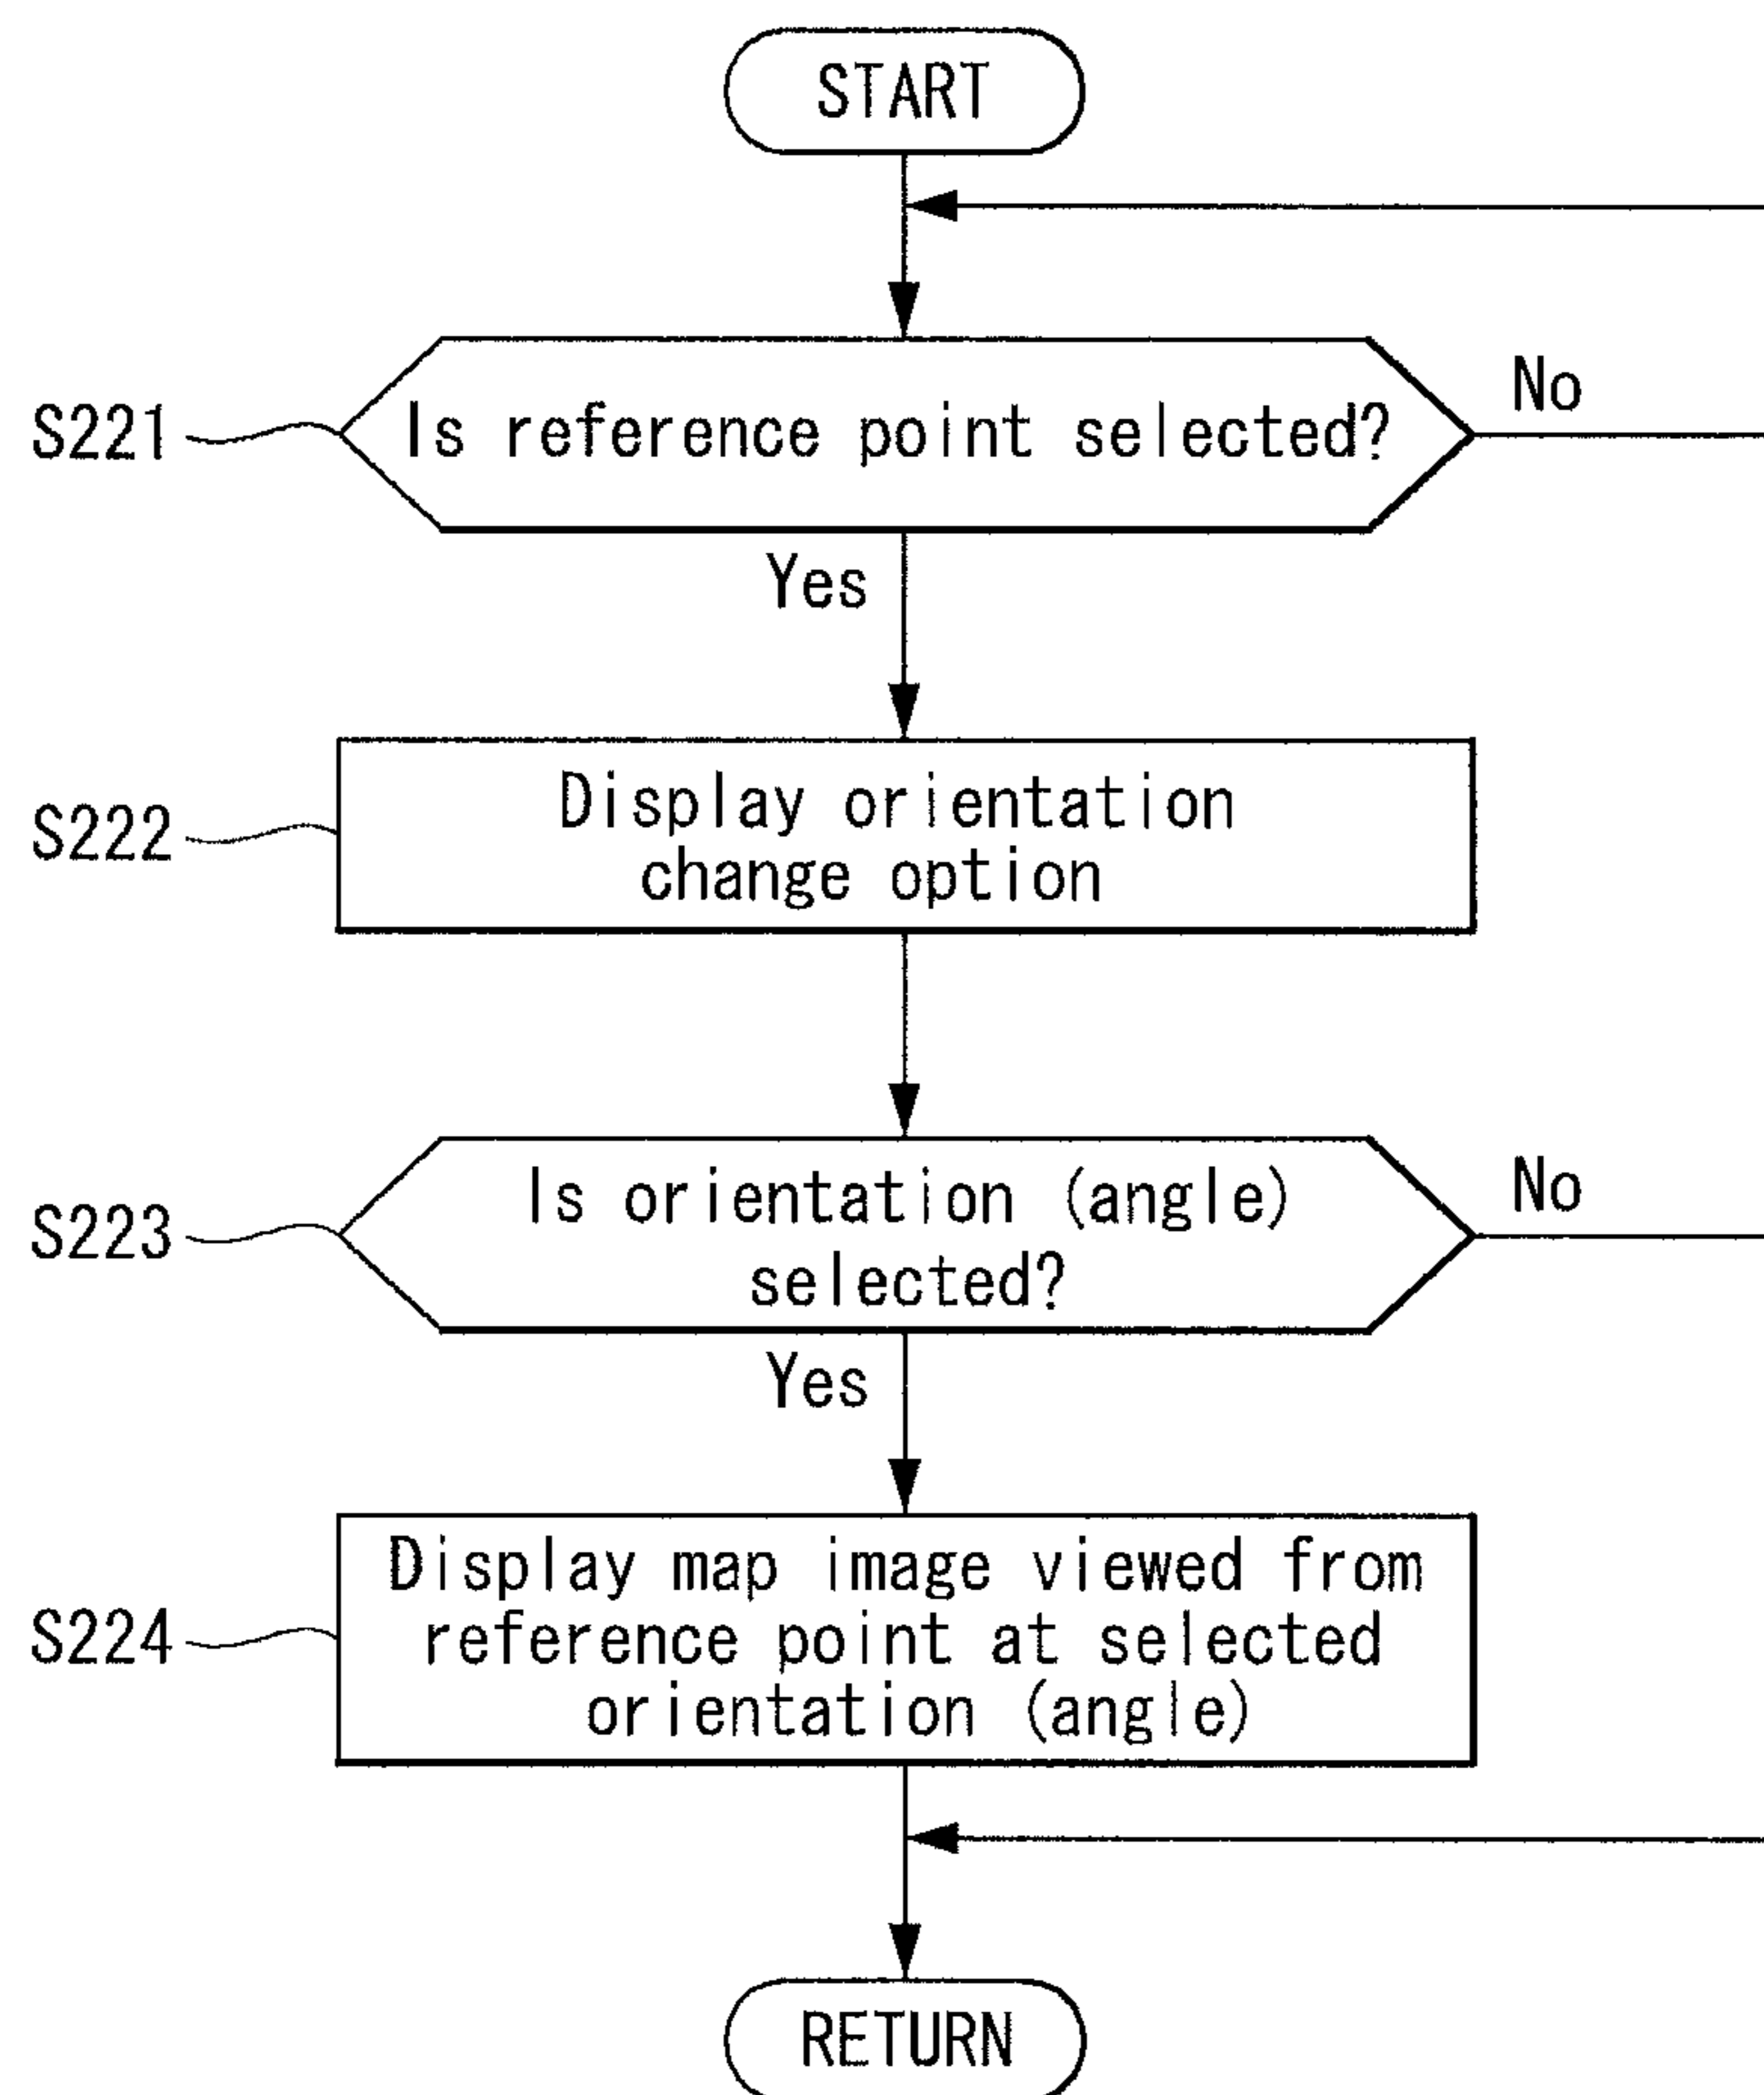 START
S221
Is reference point selected?
No
Yes
S222
Display orientation
change option
S223
Is orientation (angle)
selected?
No
Yes
S224
Display map image viewed from
reference point at selected
orientation (angle)
RETURN